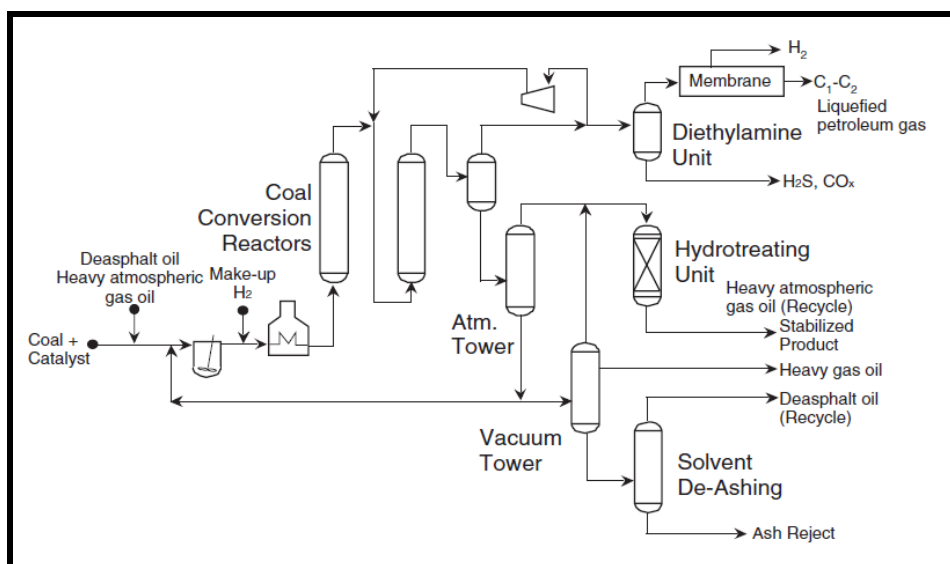 H₂
Membrane
C₁-C₂
Liquefied
petroleum gas
Diethylamine
Unit
H₂S, COₓ
Coal
Conversion
Reactors
Deasphalt oil
Heavy atmospheric
gas oil
Make-up
H₂
Coal +
Catalyst
Hydrotreating
Unit
Heavy atmospheric
gas oil (Recycle)
Stabilized
Product
Atm.
Tower
Heavy gas oil
Deasphalt oil
(Recycle)
Vacuum
Tower
Solvent
De-Ashing
Ash Reject